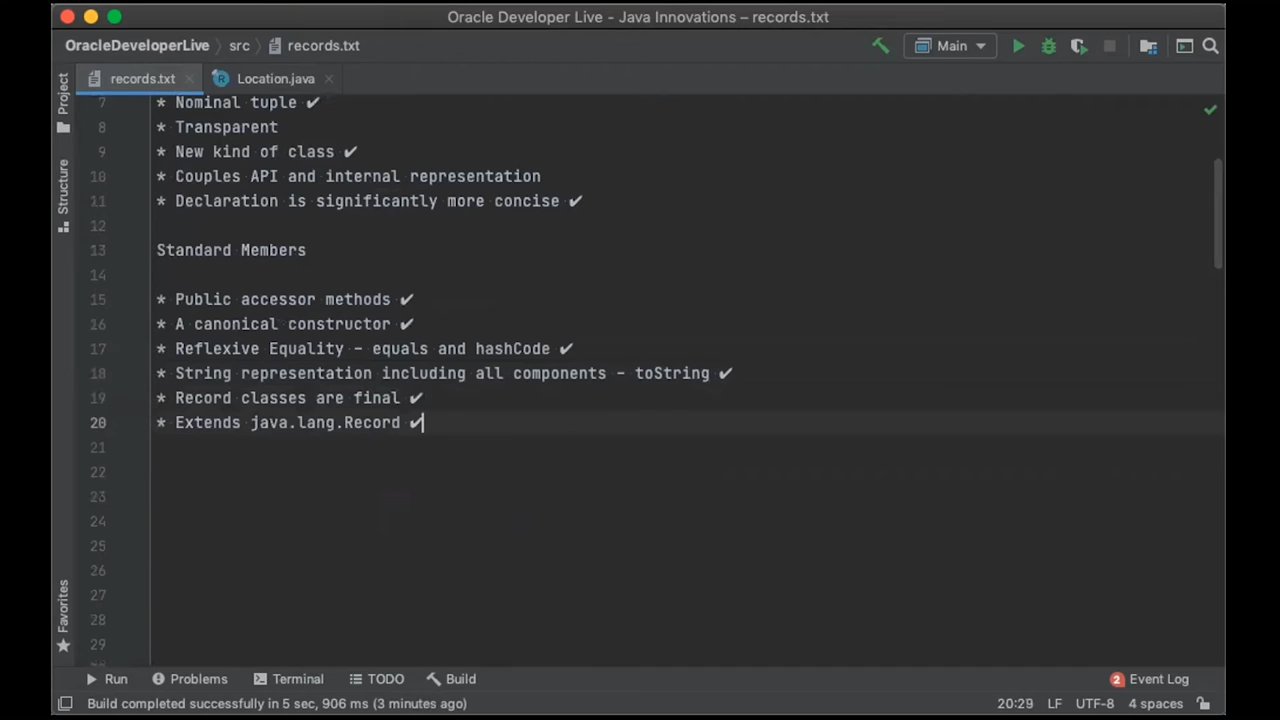 Oracle Developer Live - Java Innovations – records.txt
OracleDeveloperLive src records.txt Main
records.txt Location.java
Project
Structure
Favorites
7 * Nominal tuple ✔
8 * Transparent
9 * New kind of class ✔
10 * Couples API and internal representation
11 * Declaration is significantly more concise ✔
12
13 Standard Members
14
15 * Public accessor methods ✔
16 * A canonical constructor ✔
17 * Reflexive Equality - equals and hashCode ✔
18 * String representation including all components - toString ✔
19 * Record classes are final ✔
20 * Extends java.lang.Record ✔
21
22
23
24
25
26
27
28
29
Run Problems Terminal TODO Build 2 Event Log
Build completed successfully in 5 sec, 906 ms (3 minutes ago) 20:29 LF UTF-8 4 spaces